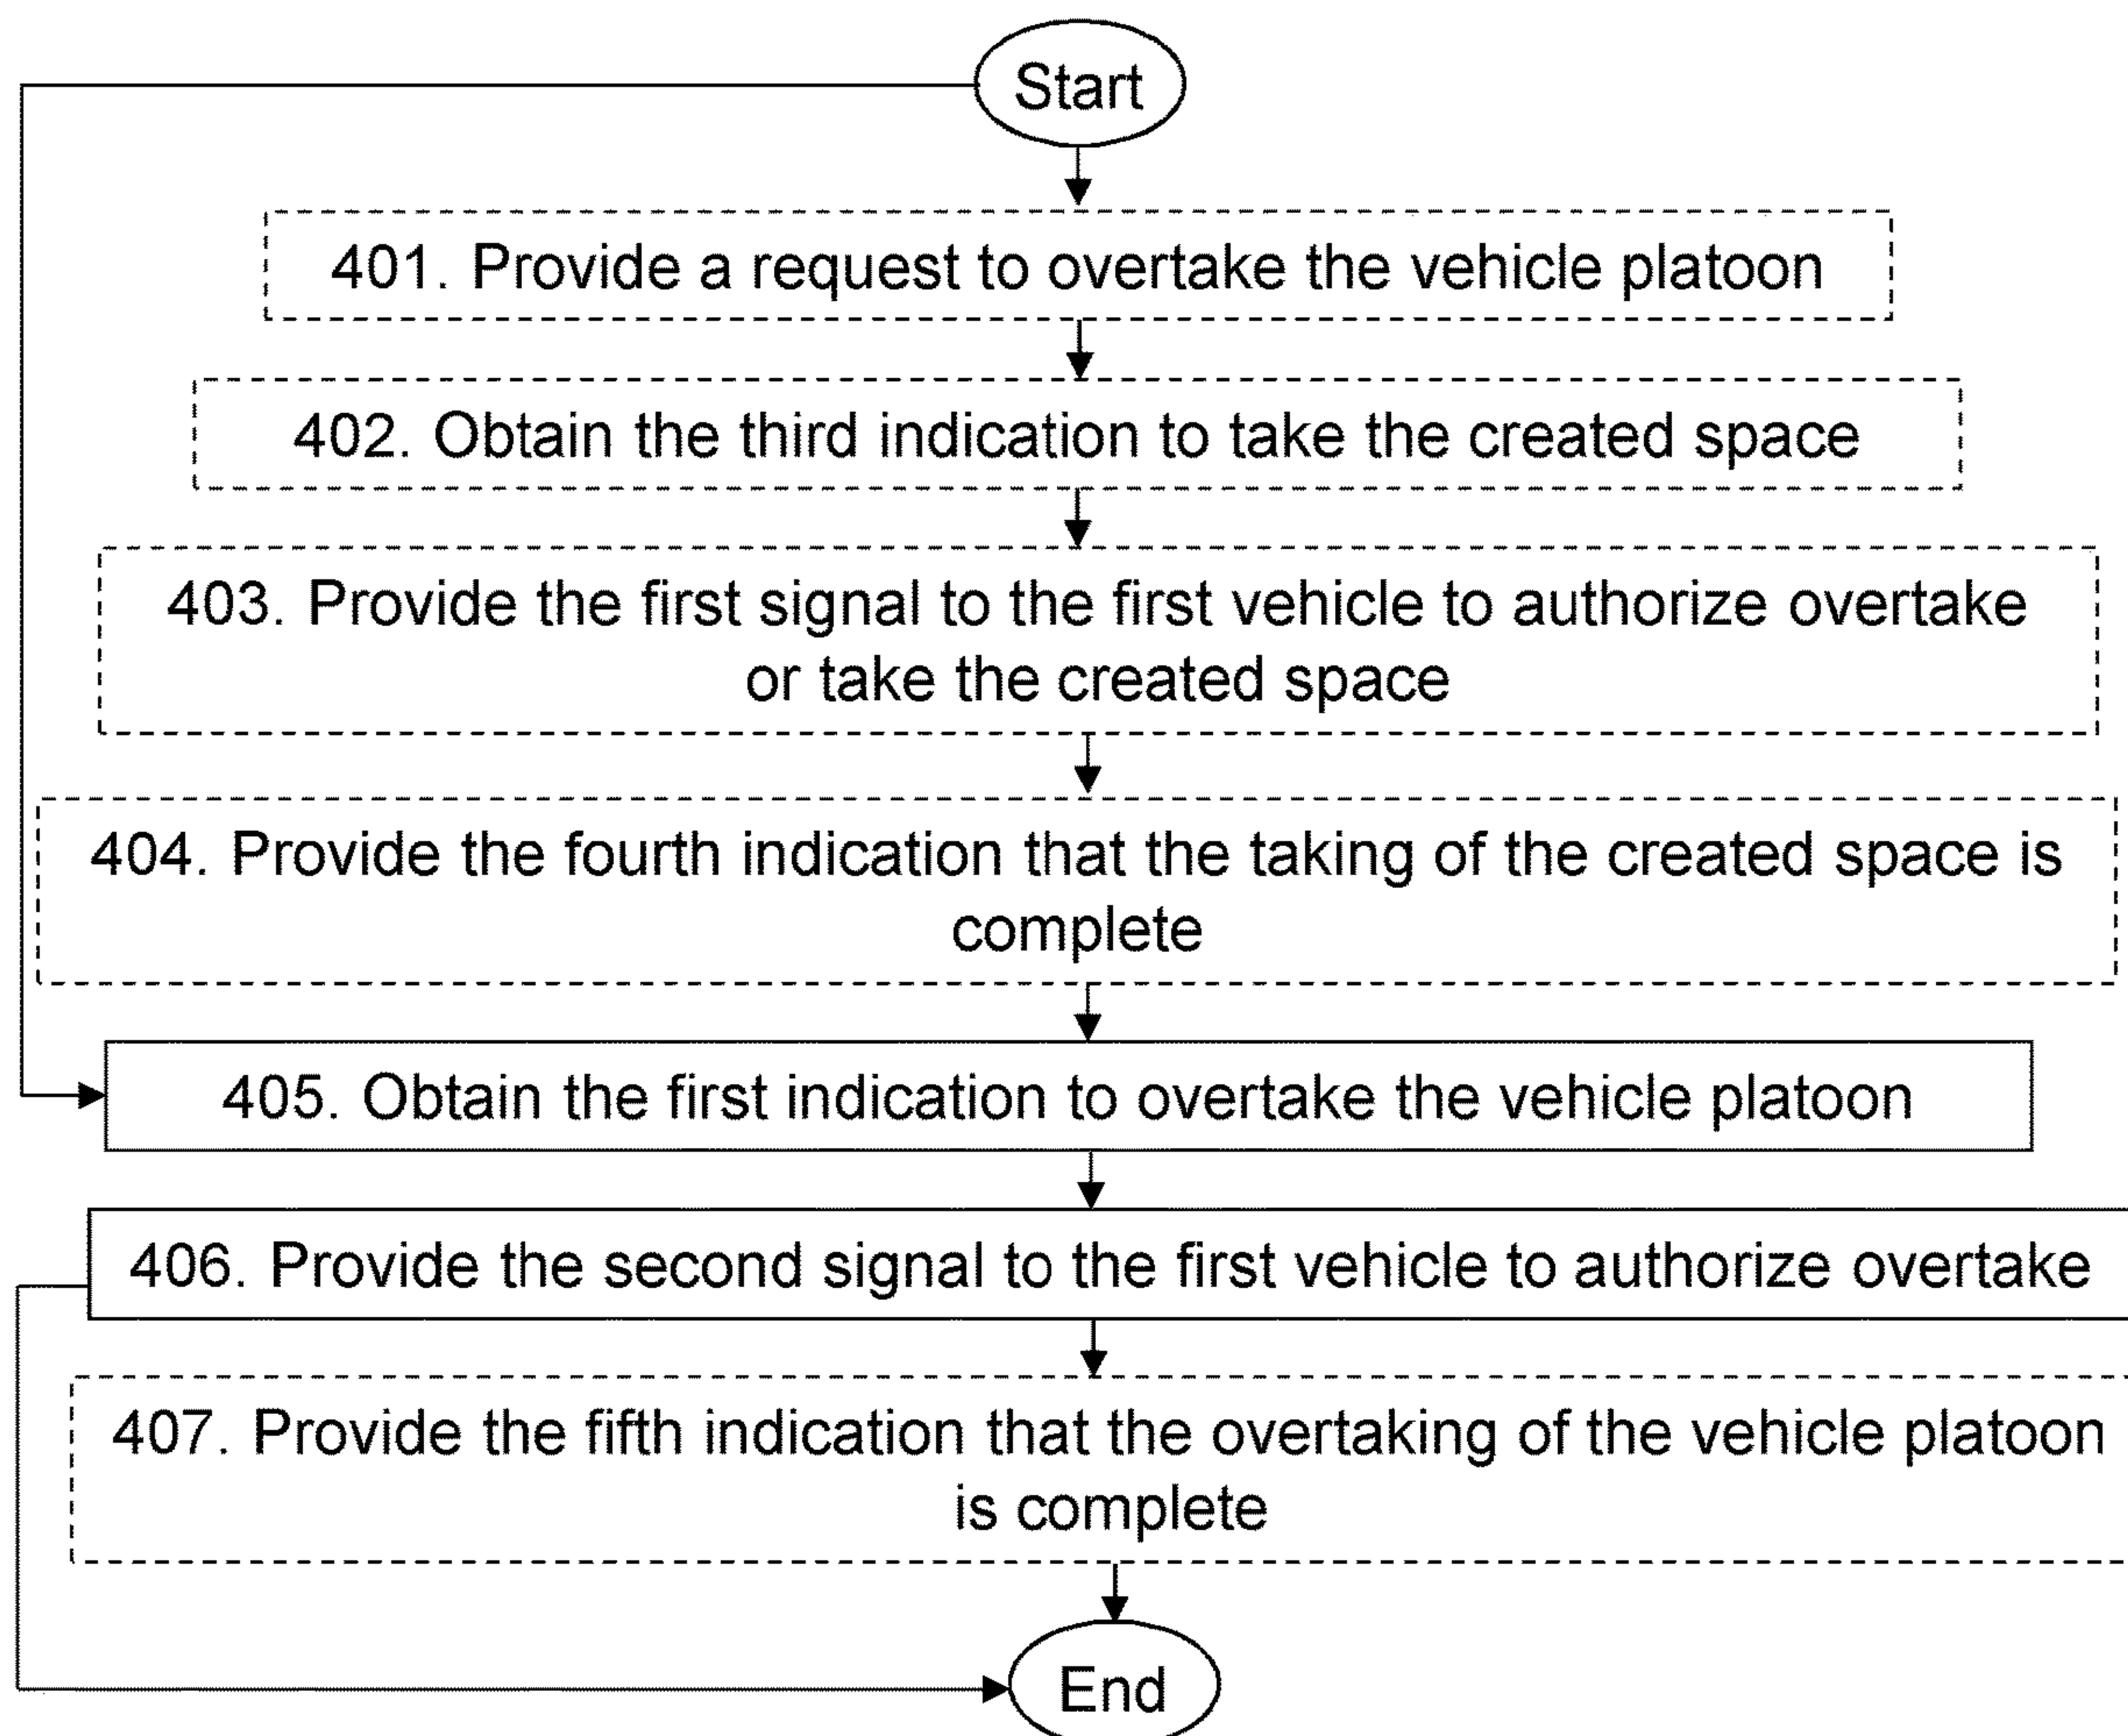 Start
401. Provide a request to overtake the vehicle platoon
402. Obtain the third indication to take the created space
403. Provide the first signal to the first vehicle to authorize overtake
or take the created space
404. Provide the fourth indication that the taking of the created space is
complete
405. Obtain the first indication to overtake the vehicle platoon
406. Provide the second signal to the first vehicle to authorize overtake
407. Provide the fifth indication that the overtaking of the vehicle platoon
is complete
End